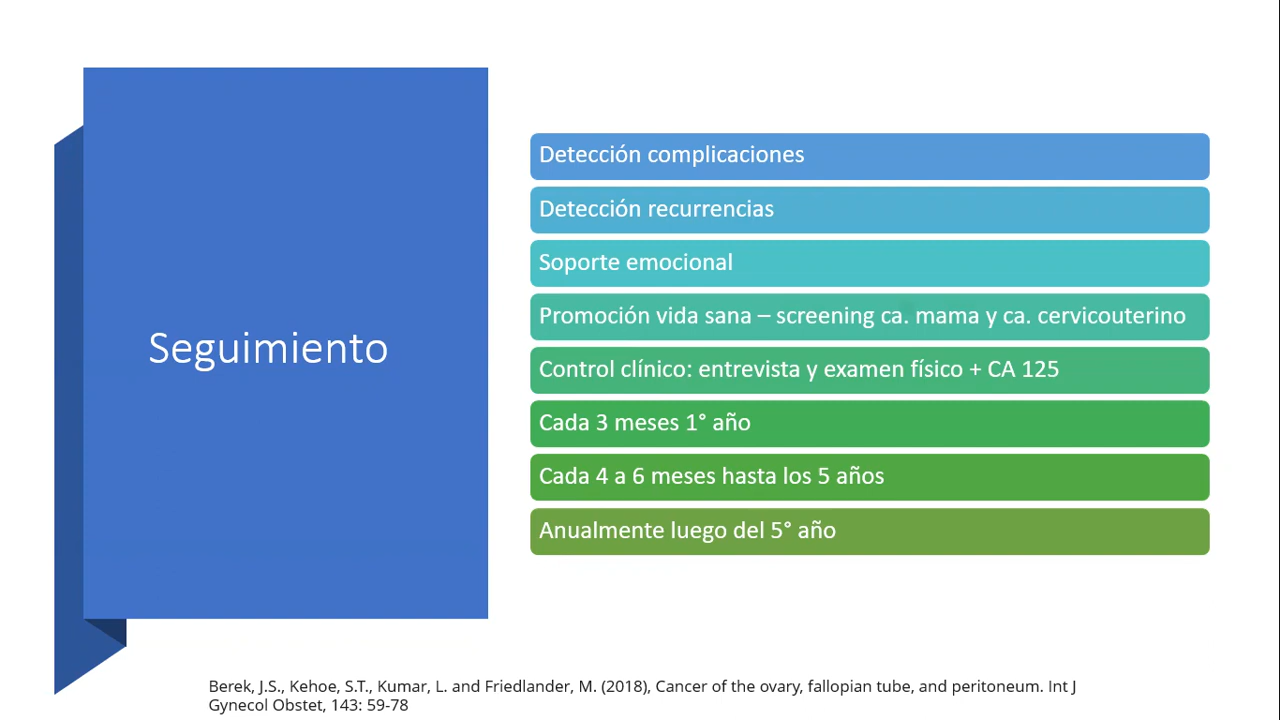 Seguimiento
Detección complicaciones
Detección recurrencias
Soporte emocional
Promoción vida sana – screening ca. mama y ca. cervicouterino
Control clínico: entrevista y examen físico + CA 125
Cada 3 meses 1° año
Cada 4 a 6 meses hasta los 5 años
Anualmente luego del 5° año
Berek, J.S., Kehoe, S.T., Kumar, L. and Friedlander, M. (2018), Cancer of the ovary, fallopian tube, and peritoneum. Int J
Gynecol Obstet, 143: 59-78